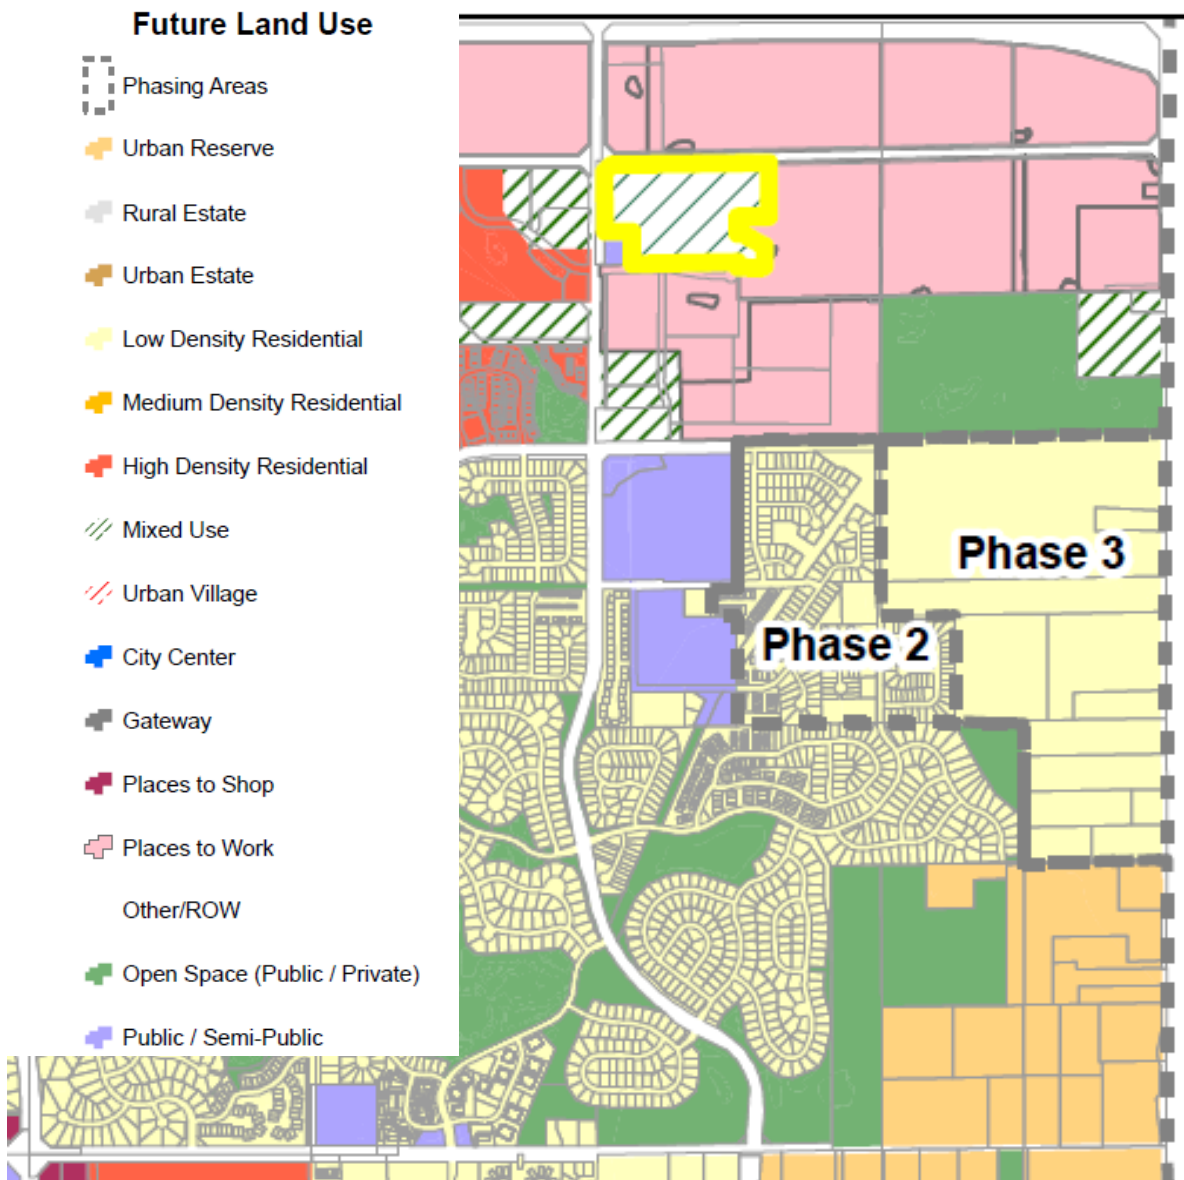 Future Land Use
Phasing Areas
Urban Reserve
Rural Estate
Urban Estate
Low Density Residential
Medium Density Residential
High Density Residential
Mixed Use
Urban Village
City Center
Gateway
Places to Shop
Places to Work
Other/ROW
Open Space (Public / Private)
Public / Semi-Public
Phase 3
Phase 2